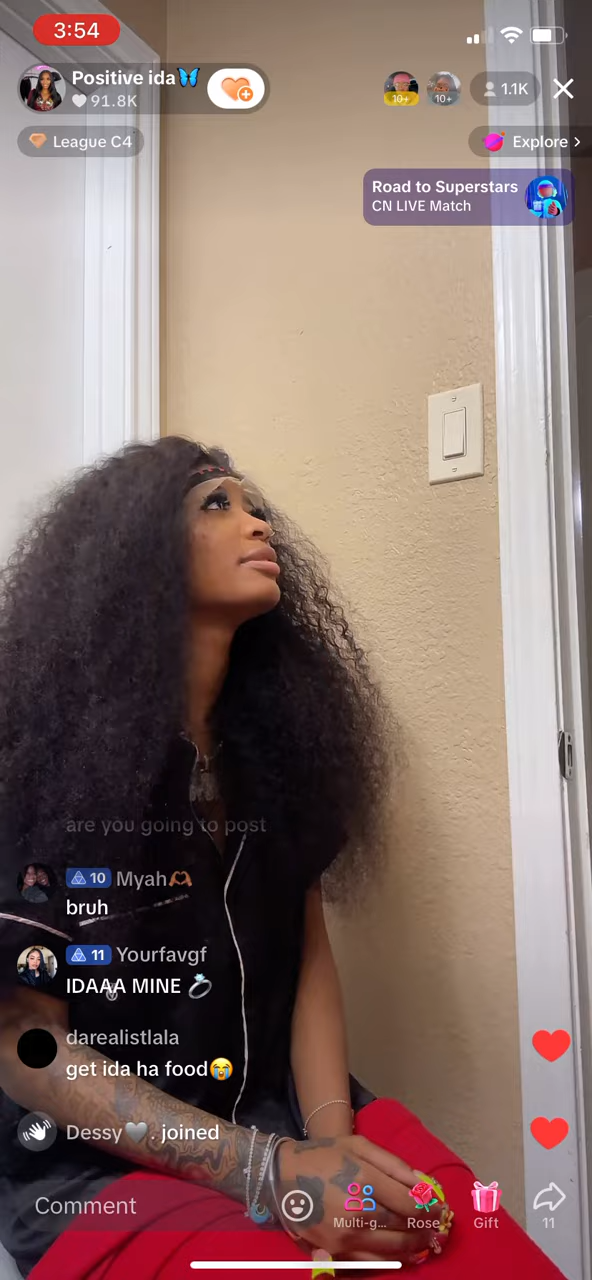 3:54
Positive ida🦋
91.8K
10+
10+
1.1K
League C4
Explore >
Road to Superstars
CN LIVE Match
are you going to post
10 Myah🫶🏾
bruh
11 Yourfavgf
IDAAA MINE 💍
darealistlala
get ida ha food😭
Dessy🩶. joined
Comment
Multi-g...
Rose
Gift
11